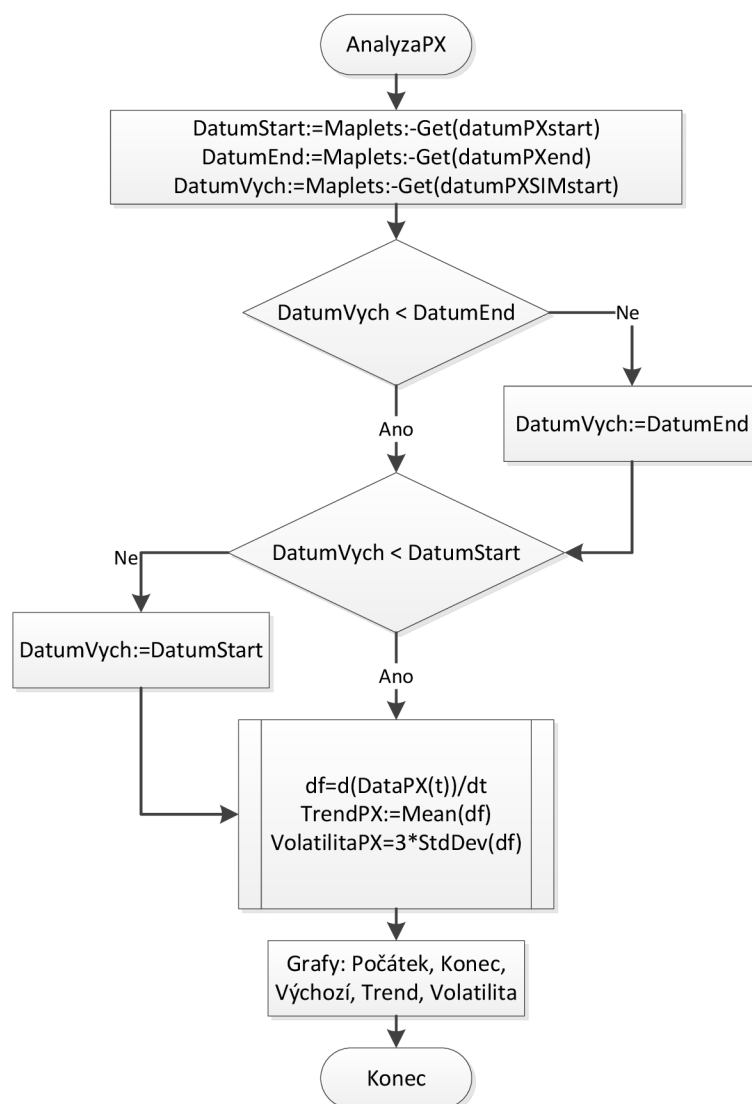 AnalyzaPX
DatumStart:=Maplets:-Get(datumPXstart)
DatumEnd:=Maplets:-Get(datumPXend)
DatumVych:=Maplets:-Get(datumPXSIMstart)
DatumVych < DatumEnd
Ne
Ano
DatumVych:=DatumEnd
DatumVych < DatumStart
Ne
DatumVych:=DatumStart
Ano
df=d(DataPX(t))/dt
TrendPX:=Mean(df)
VolatilitaPX=3*StdDev(df)
Grafy: Počátek, Konec,
Výchozí, Trend, Volatilita
Konec